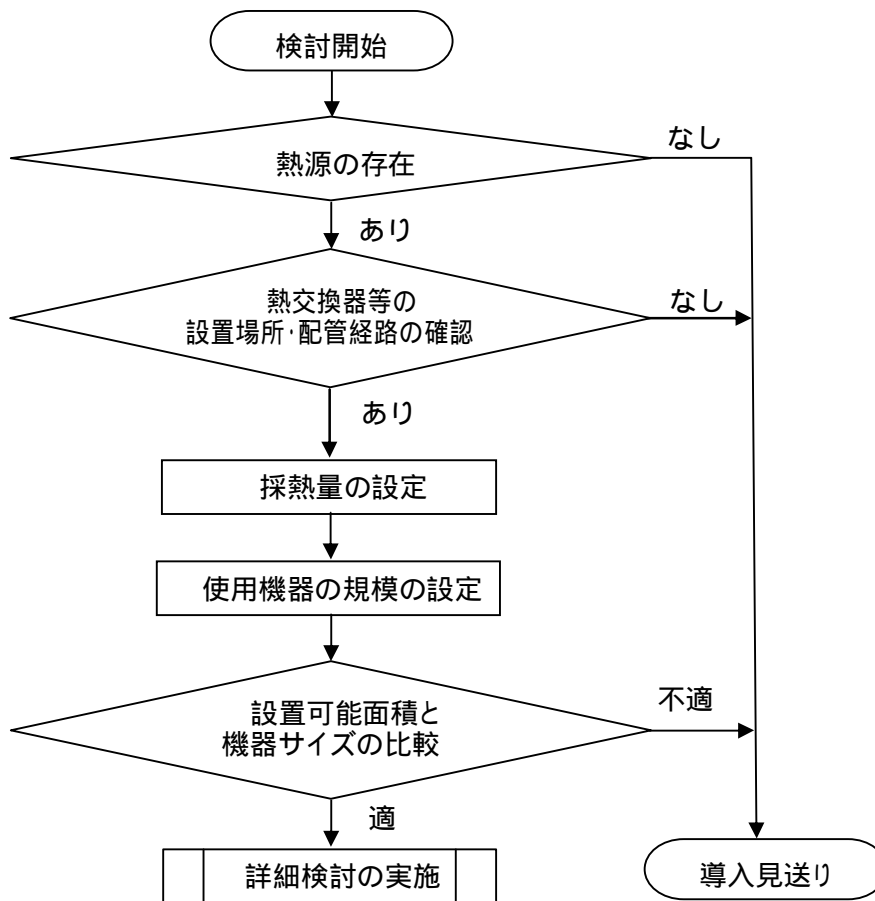 検討開始
熱源の存在
なし
あり
熱交換器等の
設置場所･配管経路の確認
なし
あり
採熱量の設定
使用機器の規模の設定
設置可能面積と
機器サイズの比較
不適
適
詳細検討の実施
導入見送り